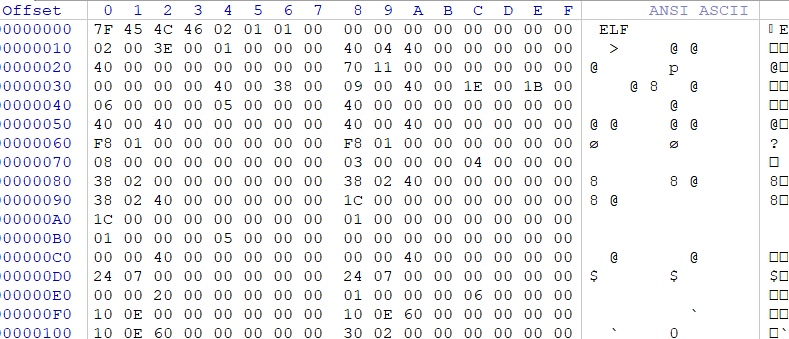 Offset 0 1 2 3 4 5 6 7 8 9 A B C D E F ANSI ASCII
00000000 7F 45 4C 46 02 01 01 00 00 00 00 00 00 00 00 00 ELF E
00000010 02 00 3E 00 01 00 00 00 40 04 40 00 00 00 00 00 > @ @
00000020 40 00 00 00 00 00 00 00 70 11 00 00 00 00 00 00 @ p @
00000030 00 00 00 00 40 00 38 00 09 00 40 00 1E 00 1B 00 @ 8 @
00000040 06 00 00 00 05 00 00 00 40 00 00 00 00 00 00 00 @
00000050 40 00 40 00 00 00 00 00 40 00 40 00 00 00 00 00 @ @ @ @ @
00000060 F8 01 00 00 00 00 00 00 F8 01 00 00 00 00 00 00 ø ø ?
00000070 08 00 00 00 00 00 00 00 03 00 00 00 04 00 00 00
00000080 38 02 00 00 00 00 00 00 38 02 40 00 00 00 00 00 8 8 @ 8
00000090 38 02 40 00 00 00 00 00 1C 00 00 00 00 00 00 00 8 @ 8
000000A0 1C 00 00 00 00 00 00 00 01 00 00 00 00 00 00 00
000000B0 01 00 00 00 05 00 00 00 00 00 00 00 00 00 00 00
000000C0 00 00 40 00 00 00 00 00 00 00 40 00 00 00 00 00 @ @
000000D0 24 07 00 00 00 00 00 00 24 07 00 00 00 00 00 00 $ $ $
000000E0 00 00 20 00 00 00 00 00 01 00 00 00 06 00 00 00
000000F0 10 0E 00 00 00 00 00 00 10 0E 60 00 00 00 00 00 `
00000100 10 0E 60 00 00 00 00 00 30 02 00 00 00 00 00 00 ` 0 `